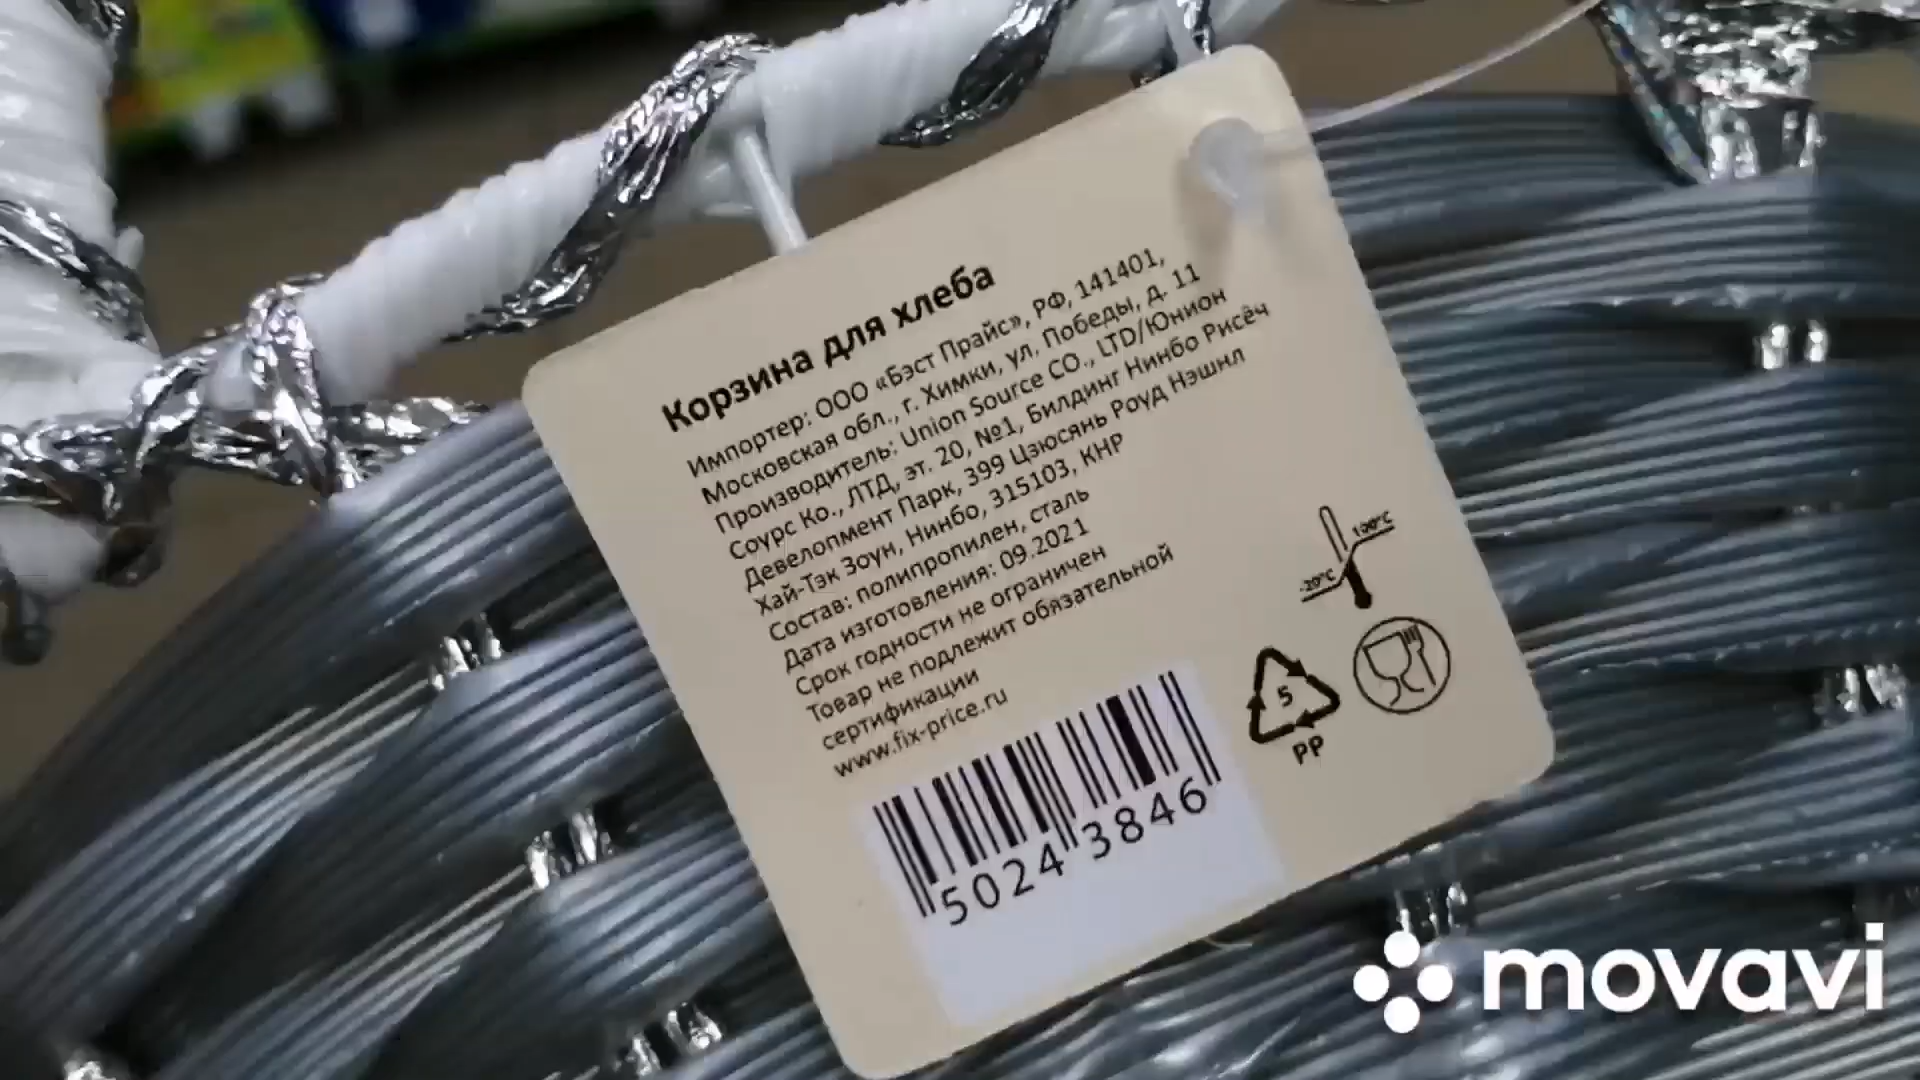 Корзина для хлеба
Импортер: ООО «Бэст Прайс», РФ, 141401,
Московская обл., г. Химки, ул. Победы, д. 11
Производитель: Union Source CO., LTD/Юнион
Соурс Ко., ЛТД, эт. 20, №1, Билдинг Нинбо Рисёч
Девелопмент Парк, 399 Цзюсянь Роуд Нэшнл
Хай-Тэк Зоун, Нинбо, 315103, КНР
Состав: полипропилен, сталь
Дата изготовления: 09.2021
Срок годности не ограничен
Товар не подлежит обязательной
сертификации
www.fix-price.ru
100°C
-20°C
5
PP
5024 3846
movavi